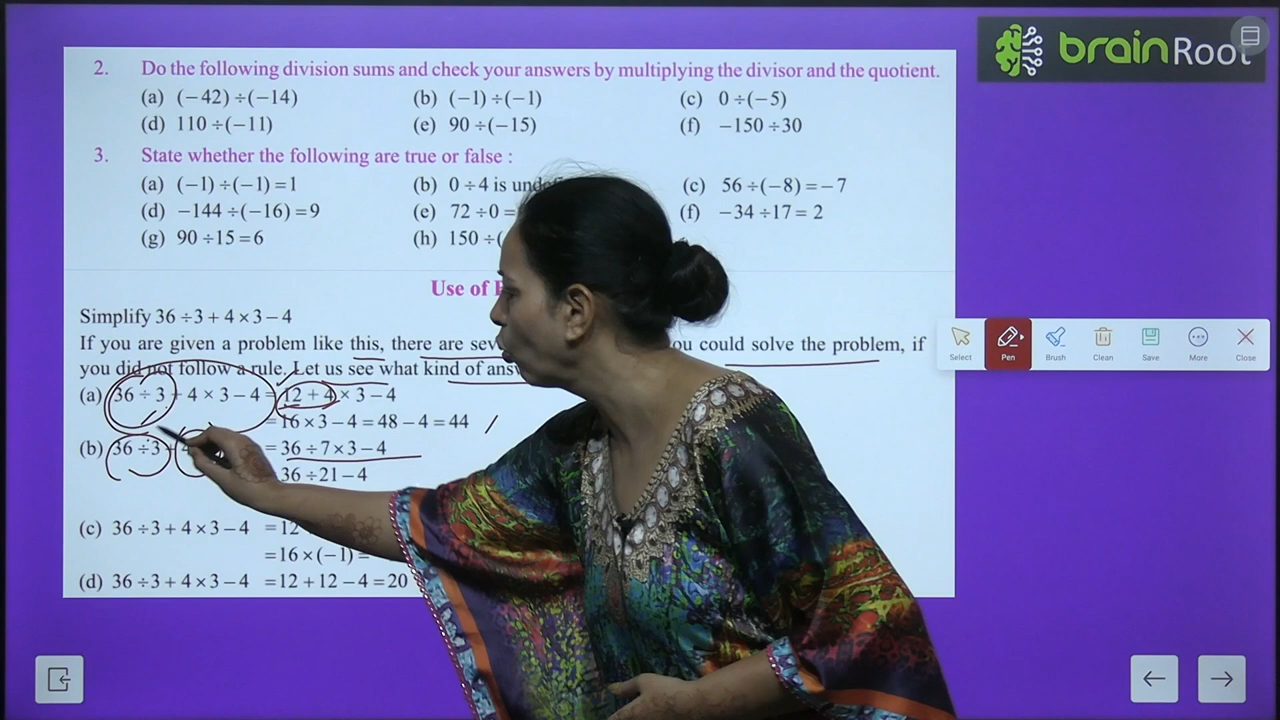 brainRoot
2. Do the following division sums and check your answers by multiplying the divisor and the quotient.
(a) (−42) ÷(−14) (b) (−1) ÷(−1) (c) 0 ÷(−5)
(d) 110 ÷(−11) (e) 90 ÷(−15) (f) −150 ÷30
3. State whether the following are true or false :
(a) (−1) ÷(−1) =1 (b) 0 ÷4 is (c) 56 ÷(−8) = −7
(d) −144 ÷(−16) =9 (e) 72 ÷0 = (f) −34 ÷17 = 2
(g) 90 ÷15 =6 (h) 150 ÷(
Use of
Simplify 36 ÷3 + 4 ×3 − 4
If you are given a problem like this, there are could solve the problem, if
you did not follow a rule. Let us see what kind of
(a) 36 ÷ 3 + 4 × 3 − 4 = 12 + 4 × 3 − 4
= 16 ×3 − 4 = 48 − 4 = 44
(b) 36 ÷3 = 36 ÷7 ×3 − 4
36 ÷21 − 4
(c) 36 ÷3 + 4 ×3 − 4 = 12
= 16 ×(−1) =
(d) 36 ÷3 + 4 ×3 − 4 = 12 + 12 − 4 = 20
Select Pen Brush Clean Save More Close